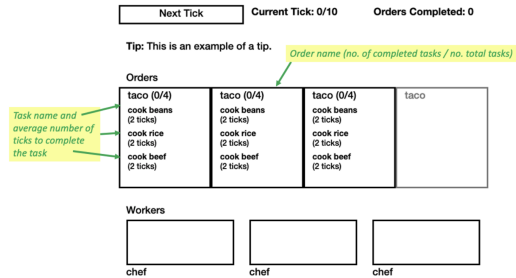 Next Tick
Current Tick: 0/10
Orders Completed: 0
Tip: This is an example of a tip.
Order name (no. of completed tasks / no. total tasks)
Orders
Task name and
average number of
ticks to complete
the task
taco (0/4)
cook beans
(2 ticks)
cook rice
(2 ticks)
cook beef
(2 ticks)
taco (0/4)
cook beans
(2 ticks)
cook rice
(2 ticks)
cook beef
(2 ticks)
taco (0/4)
cook beans
(2 ticks)
cook rice
(2 ticks)
cook beef
(2 ticks)
taco
Workers
chef
chef
chef